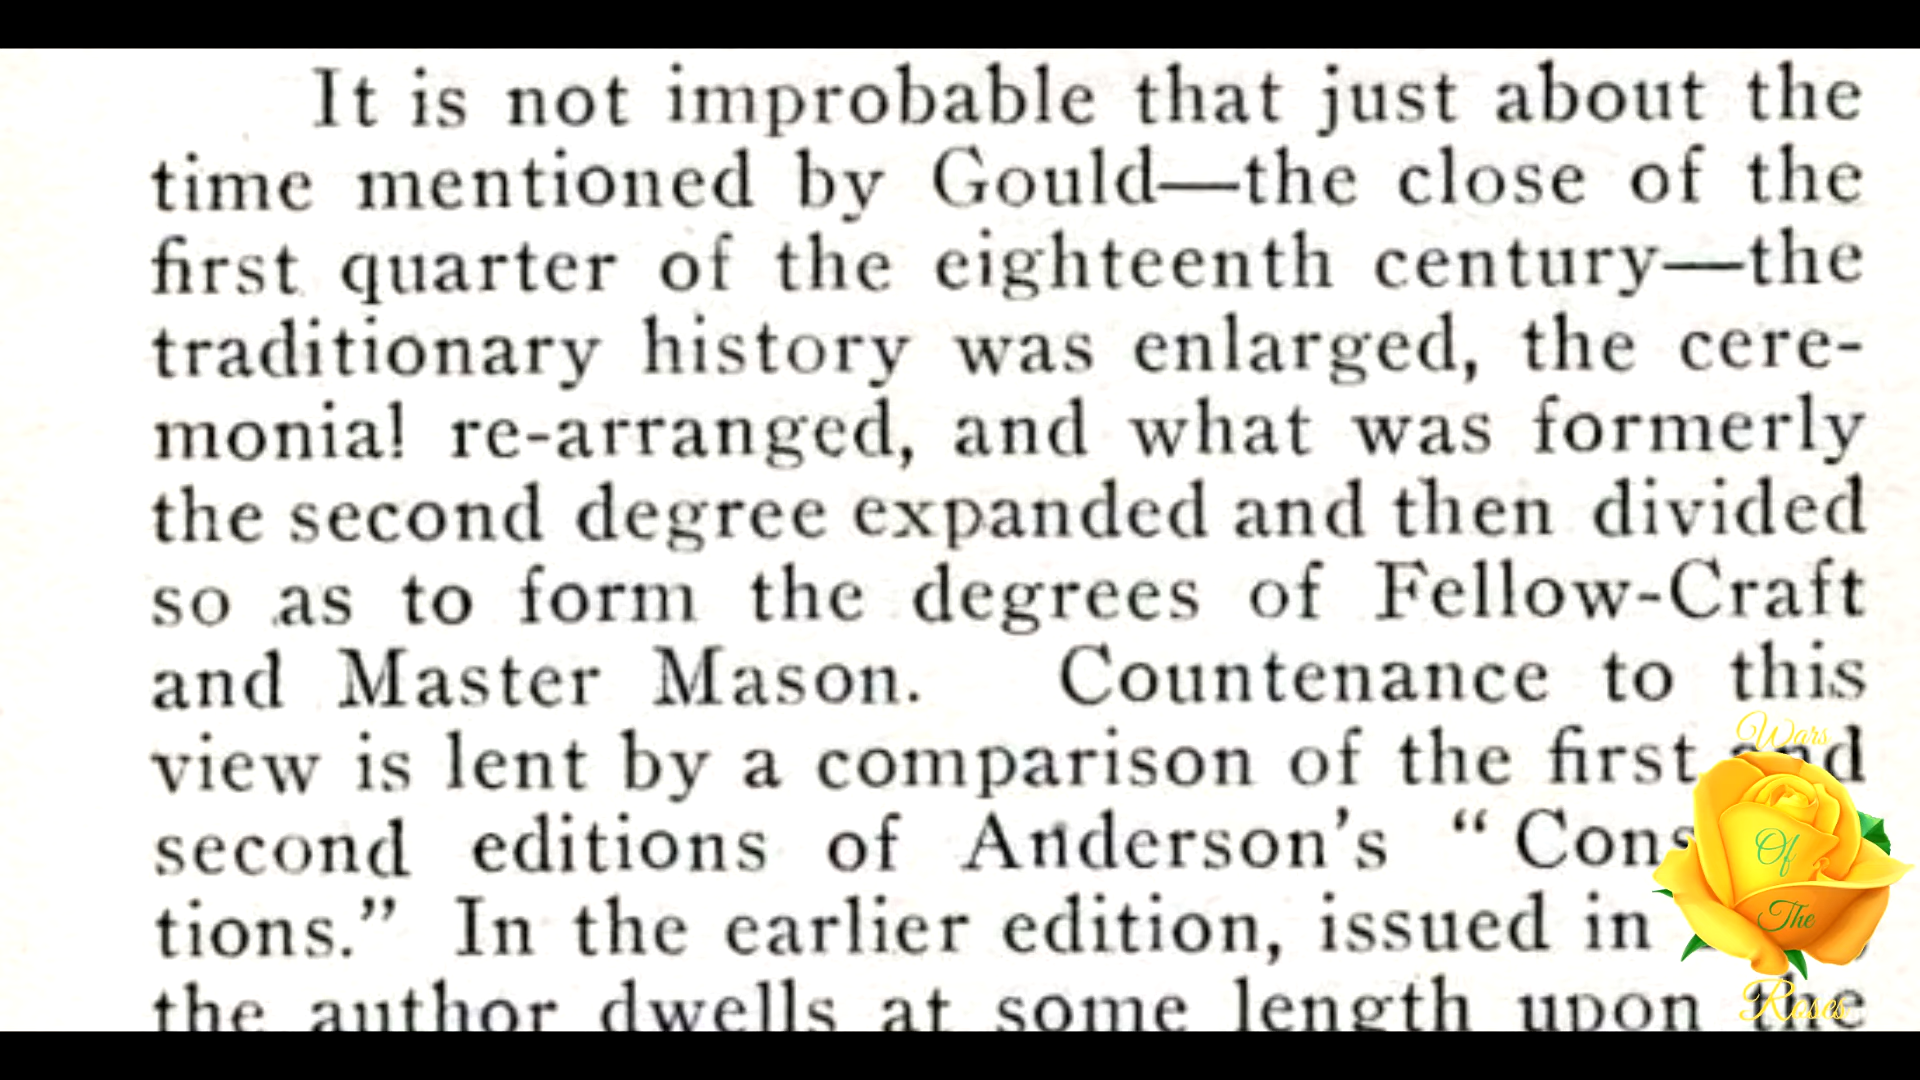 It is not improbable that just about the
time mentioned by Gould—the close of the
first quarter of the eighteenth century—the
traditionary history was enlarged, the cere-
monia! re-arranged, and what was formerly
the second degree expanded and then divided
so as to form the degrees of Fellow-Craft
and Master Mason. Countenance to this
view is lent by a comparison of the first and
second editions of Anderson's “ Cons
tions.” In the earlier edition, issued in
the author dwells at some length upon the
Wars
Of
The
Roses